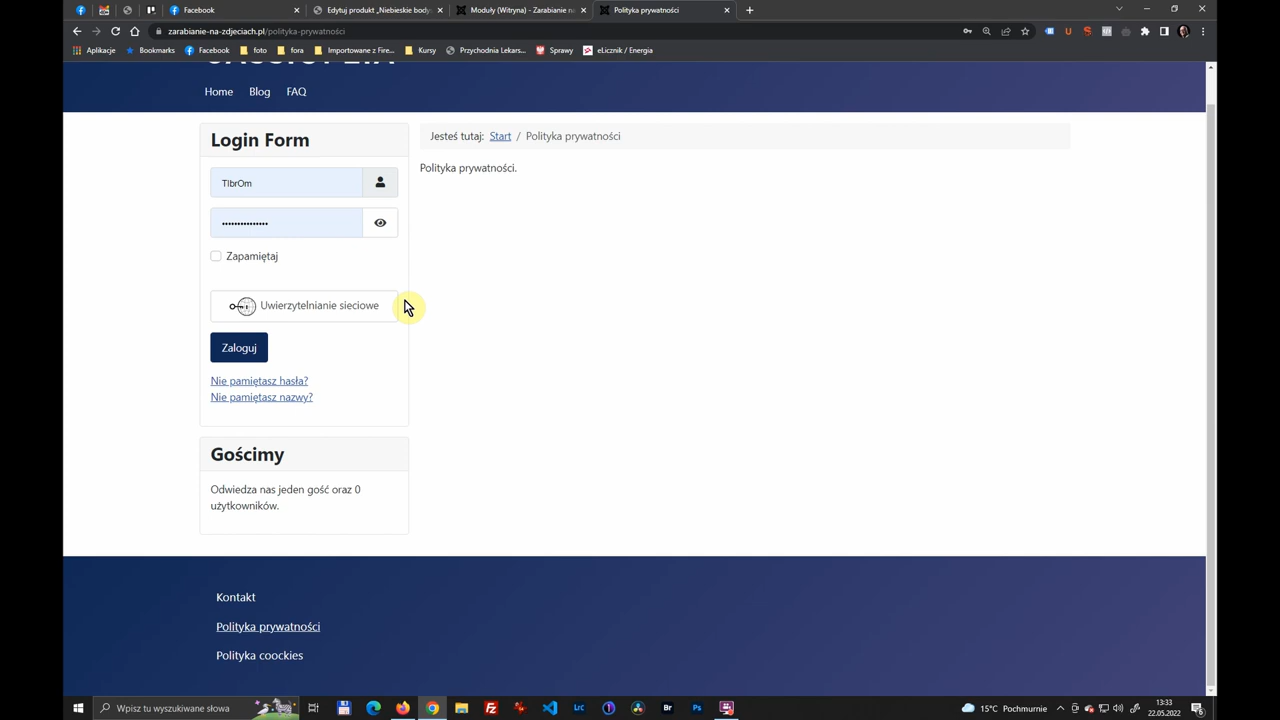 Facebook
Edytuj produkt „Niebieskie body
Moduły (Witryna) - Zarabianie na
Polityka prywatności
zarabianie-na-zdjeciach.pl/polityka-prywatnosci
Aplikacje
Bookmarks
Facebook
foto
fora
Importowane z Fire...
Kursy
Przychodnia Lekars...
Sprawy
eLicznik / Energia
Home
Blog
FAQ
Login Form
Jesteś tutaj: Start / Polityka prywatności
Polityka prywatności.
TlbrOm
Zapamiętaj
Uwierzytelnianie sieciowe
Zaloguj
Nie pamiętasz hasła?
Nie pamiętasz nazwy?
Gościmy
Odwiedza nas jeden gość oraz 0
użytkowników.
Kontakt
Polityka prywatności
Polityka coockies
Wpisz tu wyszukiwane słowa
Lrc
Br
Ps
15°C Pochmurnie
13:33
22.05.2022